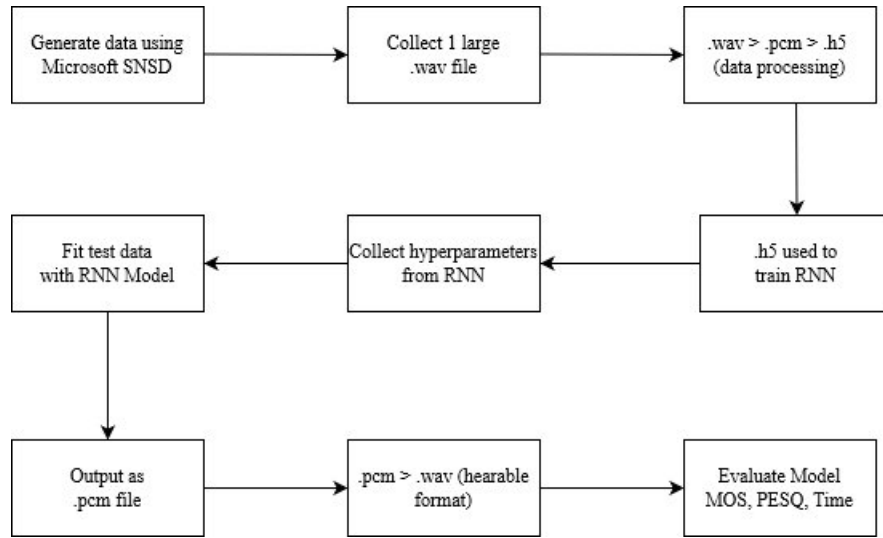 Generate data using
Microsoft SNSD
Collect 1 large
.wav file
.wav > .pcm > .h5
(data processing)
.h5 used to
train RNN
Collect hyperparameters
from RNN
Fit test data
with RNN Model
Output as
.pcm file
.pcm > .wav (hearable
format)
Evaluate Model
MOS, PESQ, Time